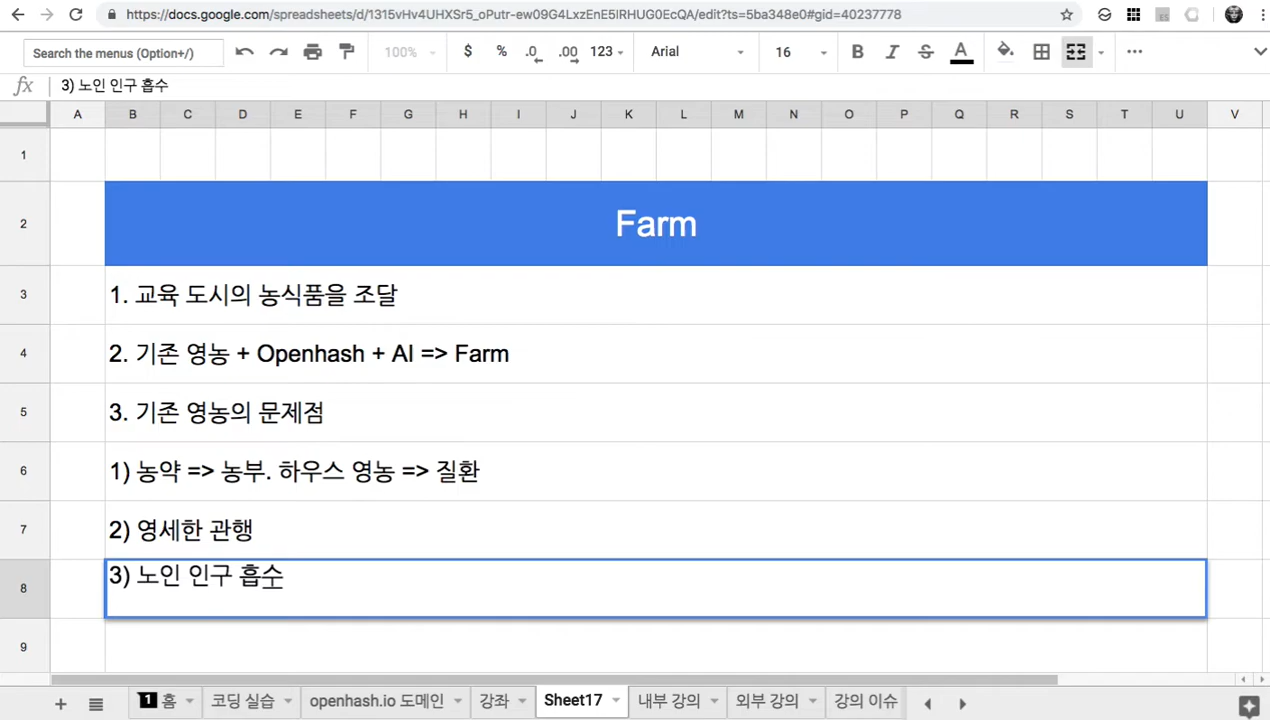 https://docs.google.com/spreadsheets/d/1315vHv4UHXSr5_oPutr-ew09G4LxzEnE5IRHUG0EcQA/edit?ts=5ba348e0#gid=40237778
Search the menus (Option+/) 100% $ % .0 .00 123 Arial 16 B I S A
fx 3) 노인 인구 흡수
A B C D E F G H I J K L M N O P Q R S T U V
1
2 Farm
3 1. 교육 도시의 농식품을 조달
4 2. 기존 영농 + Openhash + AI => Farm
5 3. 기존 영농의 문제점
6 1) 농약 => 농부. 하우스 영농 => 질환
7 2) 영세한 관행
8 3) 노인 인구 흡수
9
1 홈 코딩 실습 openhash.io 도메인 강좌 Sheet17 내부 강의 외부 강의 강의 이슈